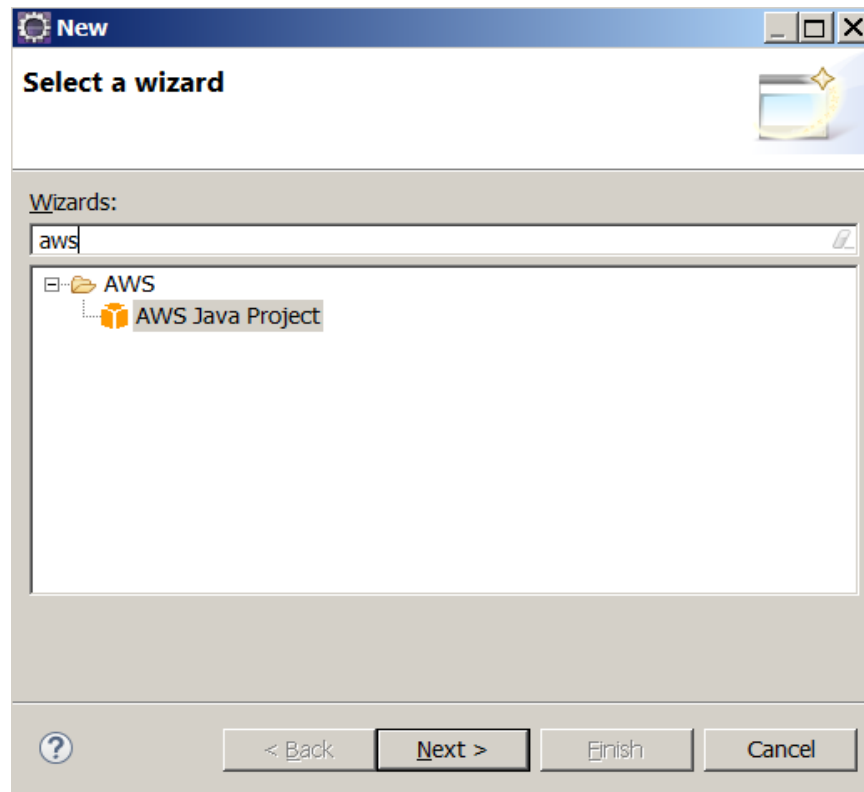 New
Select a wizard
Wizards:
aws
AWS
AWS Java Project
?
< Back Next > Finish Cancel